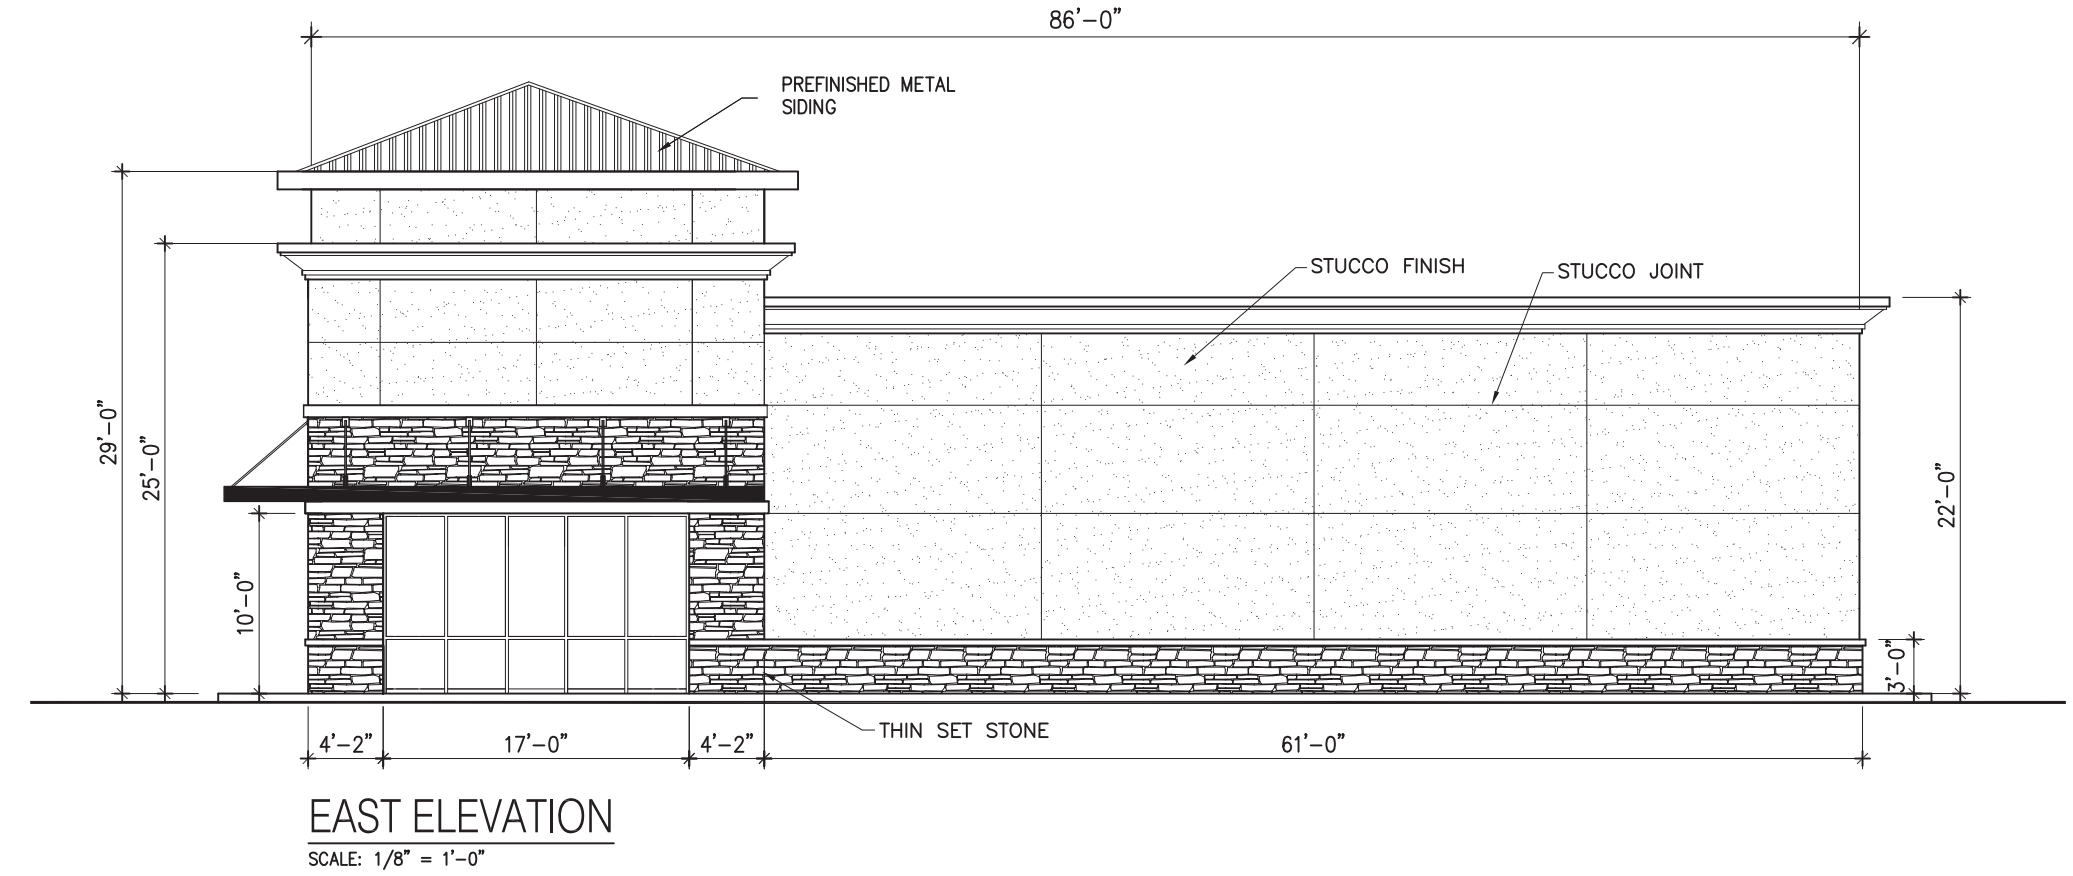 86'-0"
PREFINISHED METAL
SIDING
STUCCO FINISH
STUCCO JOINT
29'-0"
25'-0"
22'-0"
10'-0"
3'-0"
THIN SET STONE
4'-2"
17'-0"
4'-2"
61'-0"
EAST ELEVATION
SCALE: 1/8" = 1'-0"